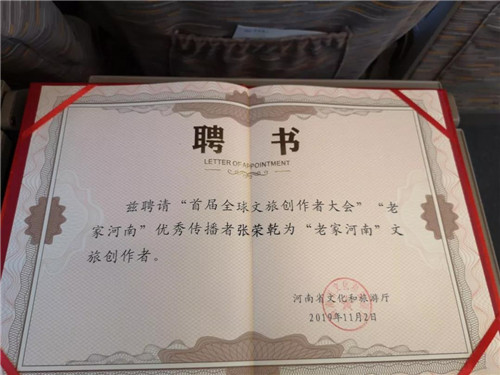 聘 书
LETTER OF APPOINTMENT
兹聘请“首届全球文旅创作者大会”“老
家河南”优秀传播者张荣乾为“老家河南”文
旅创作者。
河南省文化和旅游厅
2019年11月2日